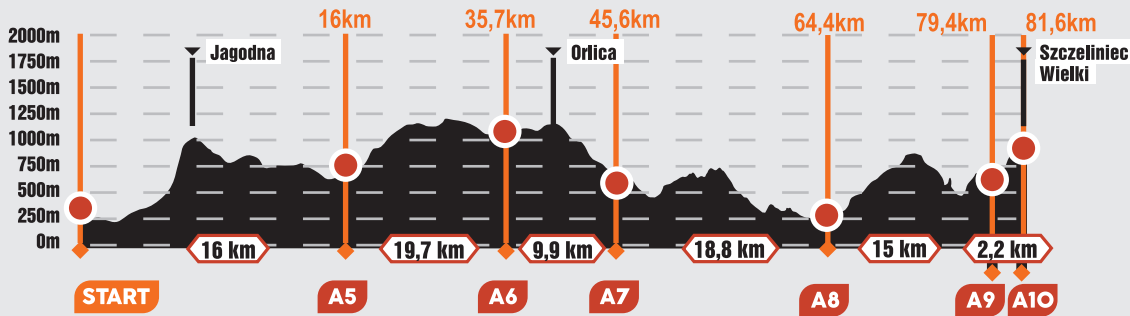 16km
35,7km
45,6km
64,4km
79,4km
81,6km
2000m
1750m
1500m
1250m
1000m
750m
500m
250m
0m
Jagodna
Orlica
Szczeliniec
Wielki
16 km
19,7 km
9,9 km
18,8 km
15 km
2,2 km
START
A5
A6
A7
A8
A9
A10